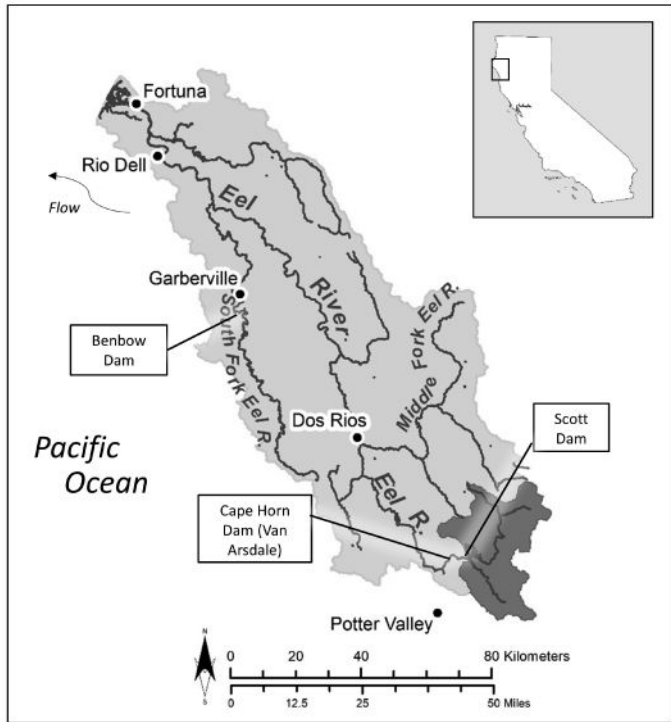 Fortuna
Rio Dell
Flow
Eel
River
Garberville
Benbow
Dam
South Fork Eel R.
Middle Fork Eel R.
Dos Rios
Scott
Dam
Pacific
Ocean
Eel R.
Cape Horn
Dam (Van
Arsdale)
Potter Valley
N
S
0 20 40 60 80 Kilometers
0 12.5 25 50 Miles